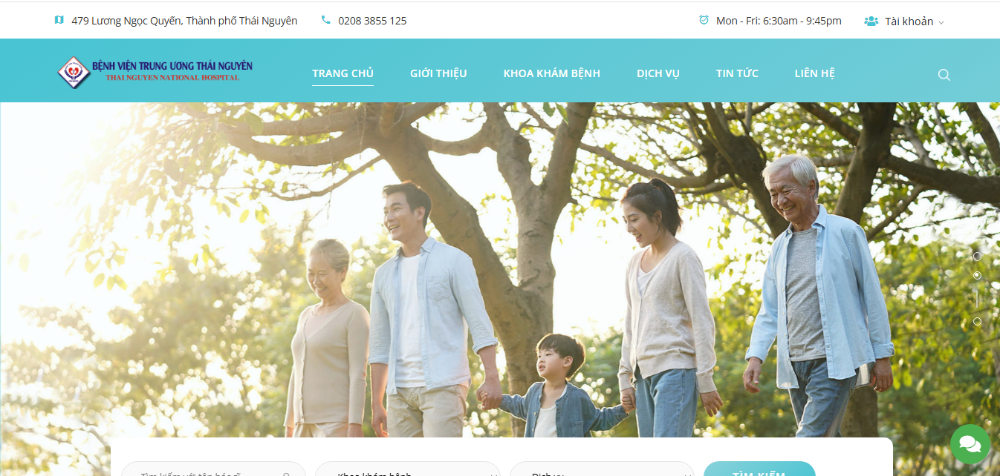 479 Lương Ngọc Quyến, Thành phố Thái Nguyên
0208 3855 125
Mon - Fri: 6:30am - 9:45pm
Tài khoản
BỆNH VIỆN TRUNG ƯƠNG THÁI NGUYÊN
THAI NGUYEN NATIONAL HOSPITAL
TRANG CHỦ
GIỚI THIỆU
KHOA KHÁM BỆNH
DỊCH VỤ
TIN TỨC
LIÊN HỆ
Tìm kiếm với tên bác sĩ
Khoa khám bệnh
Dịch vụ
TÌM KIẾM